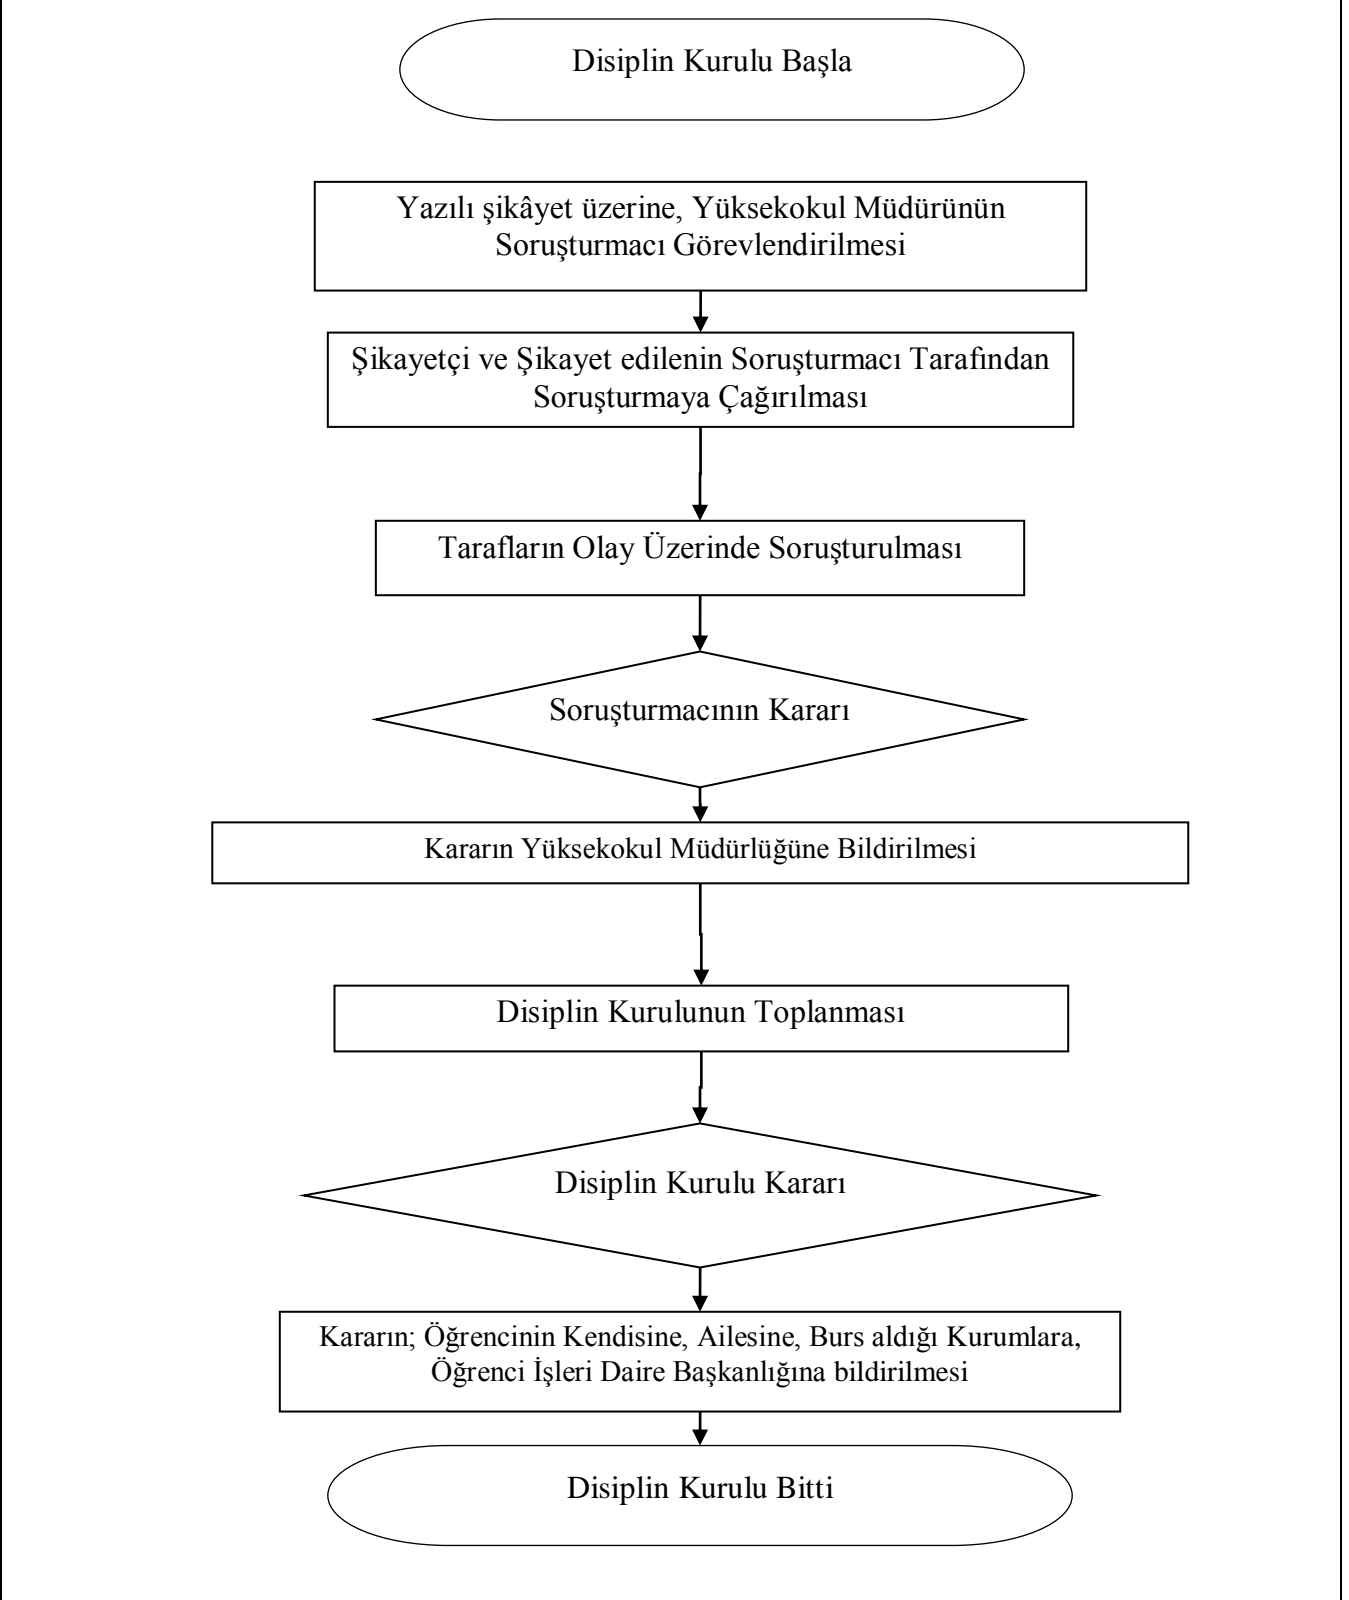 Disiplin Kurulu Başla
Yazılı şikâyet üzerine, Yüksekokul Müdürünün
Soruşturmacı Görevlendirilmesi
Şikayetçi ve Şikayet edilenin Soruşturmacı Tarafından
Soruşturmaya Çağırılması
Tarafların Olay Üzerinde Soruşturulması
Soruşturmacının Kararı
Kararın Yüksekokul Müdürlüğüne Bildirilmesi
Disiplin Kurulunun Toplanması
Disiplin Kurulu Kararı
Kararın; Öğrencinin Kendisine, Ailesine, Burs aldığı Kurumlara,
Öğrenci İşleri Daire Başkanlığına bildirilmesi
Disiplin Kurulu Bitti